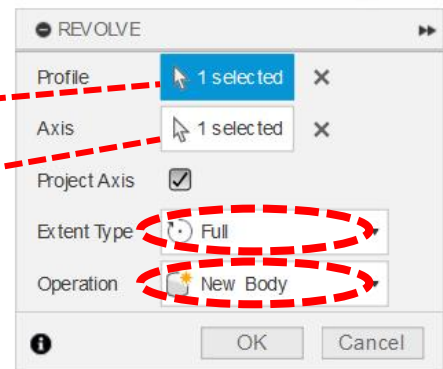 REVOLVE
Profile 1 selected
Axis 1 selected
Project Axis
Extent Type Full
Operation New Body
OK Cancel